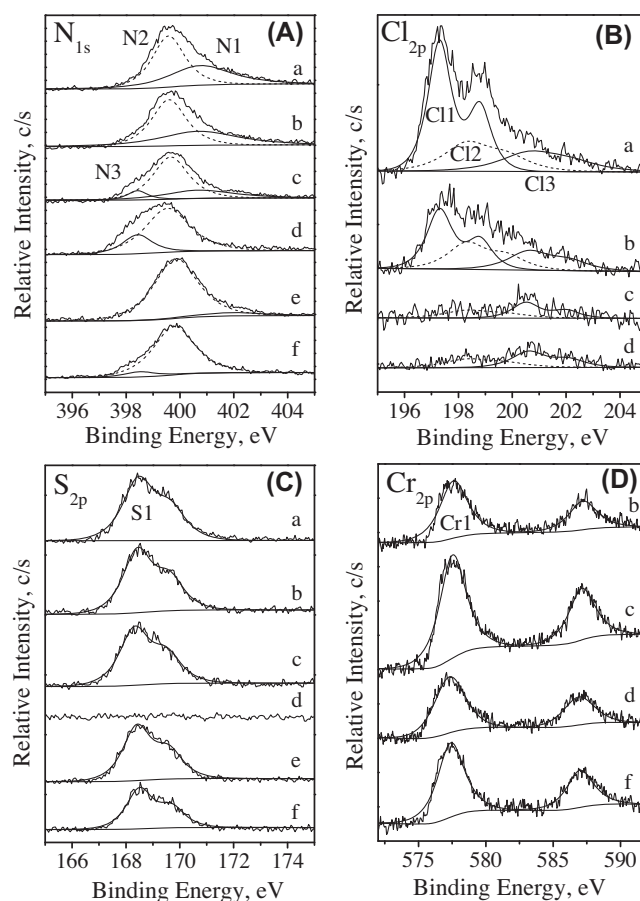 N1s
N2
N1
(A)
a
b
N3
c
d
e
f
396 398 400 402 404
Binding Energy, eV
Relative Intensity, c/s
Cl2p
(B)
Cl1
Cl2
Cl3
a
b
c
d
196 198 200 202 204
Binding Energy, eV
Relative Intensity, c/s
S2p
(C)
S1
a
b
c
d
e
f
166 168 170 172 174
Binding Energy, eV
Relative Intensity, c/s
Cr2p
(D)
b
Cr1
c
d
f
575 580 585 590
Binding Energy, eV
Relative Intensity, c/s